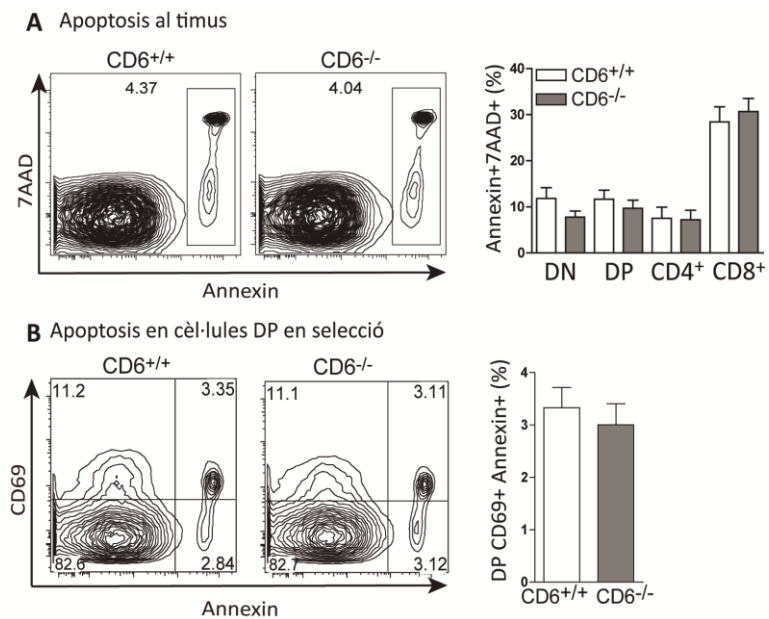 A Apoptosis al timus
CD6+/+ CD6-/-
4.37 4.04
7AAD
Annexin
Annexin+7AAD+ (%)
40
30
20
10
0
CD6+/+
CD6-/-
DN DP CD4+ CD8+
B Apoptosis en cèl·lules DP en selecció
CD6+/+ CD6-/-
11.2 3.35 11.1 3.11
CD69
82.6 2.84 82.7 3.12
Annexin
DP CD69+ Annexin+ (%)
4
3
2
1
0
CD6+/+ CD6-/-